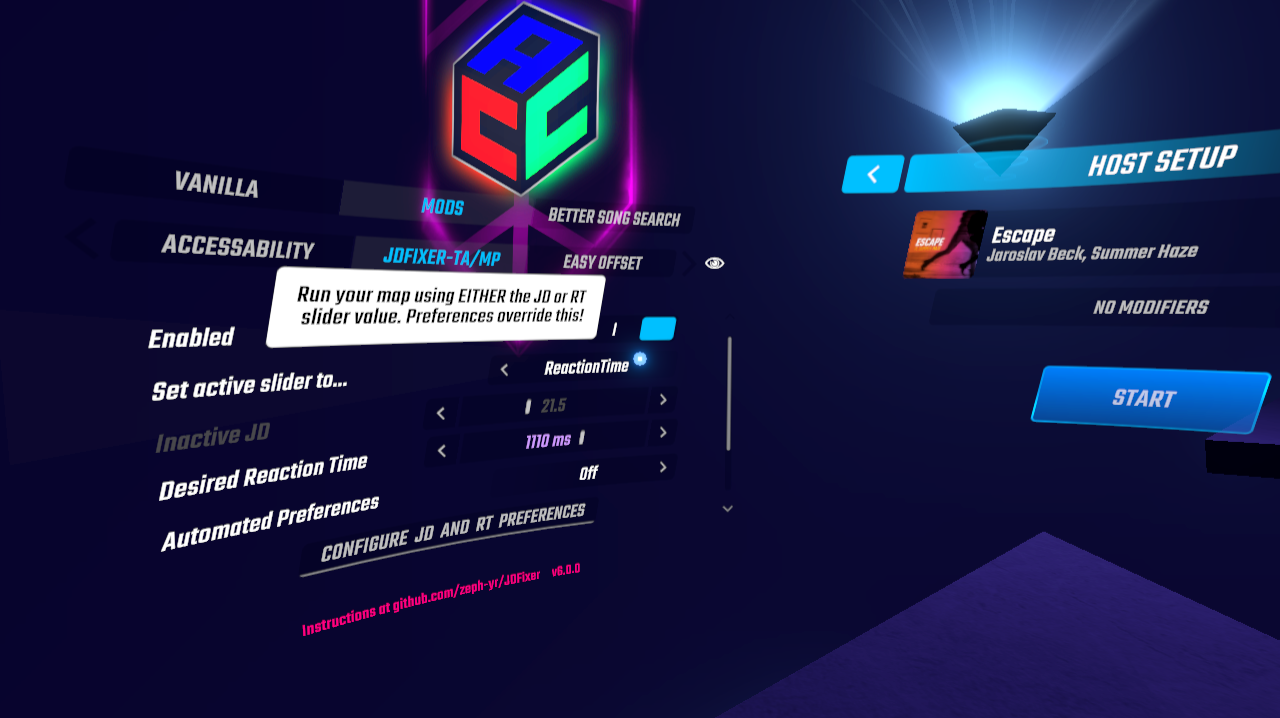 A
C C
VANILLA
MODS
BETTER SONG SEARCH
ACCESSABILITY
JDFIXER-TA/MP
EASY OFFSET
Run your map using EITHER the JD or RT
slider value. Preferences override this!
Enabled
I
Set active slider to...
ReactionTime
Inactive JD
21.5
Desired Reaction Time
1110 ms
Automated Preferences
Off
CONFIGURE JD AND RT PREFERENCES
Instructions at github.com/zeph-yr/JDFixer v6.0.0
HOST SETUP
ESCAPE
Escape
Jaroslav Beck, Summer Haze
NO MODIFIERS
START